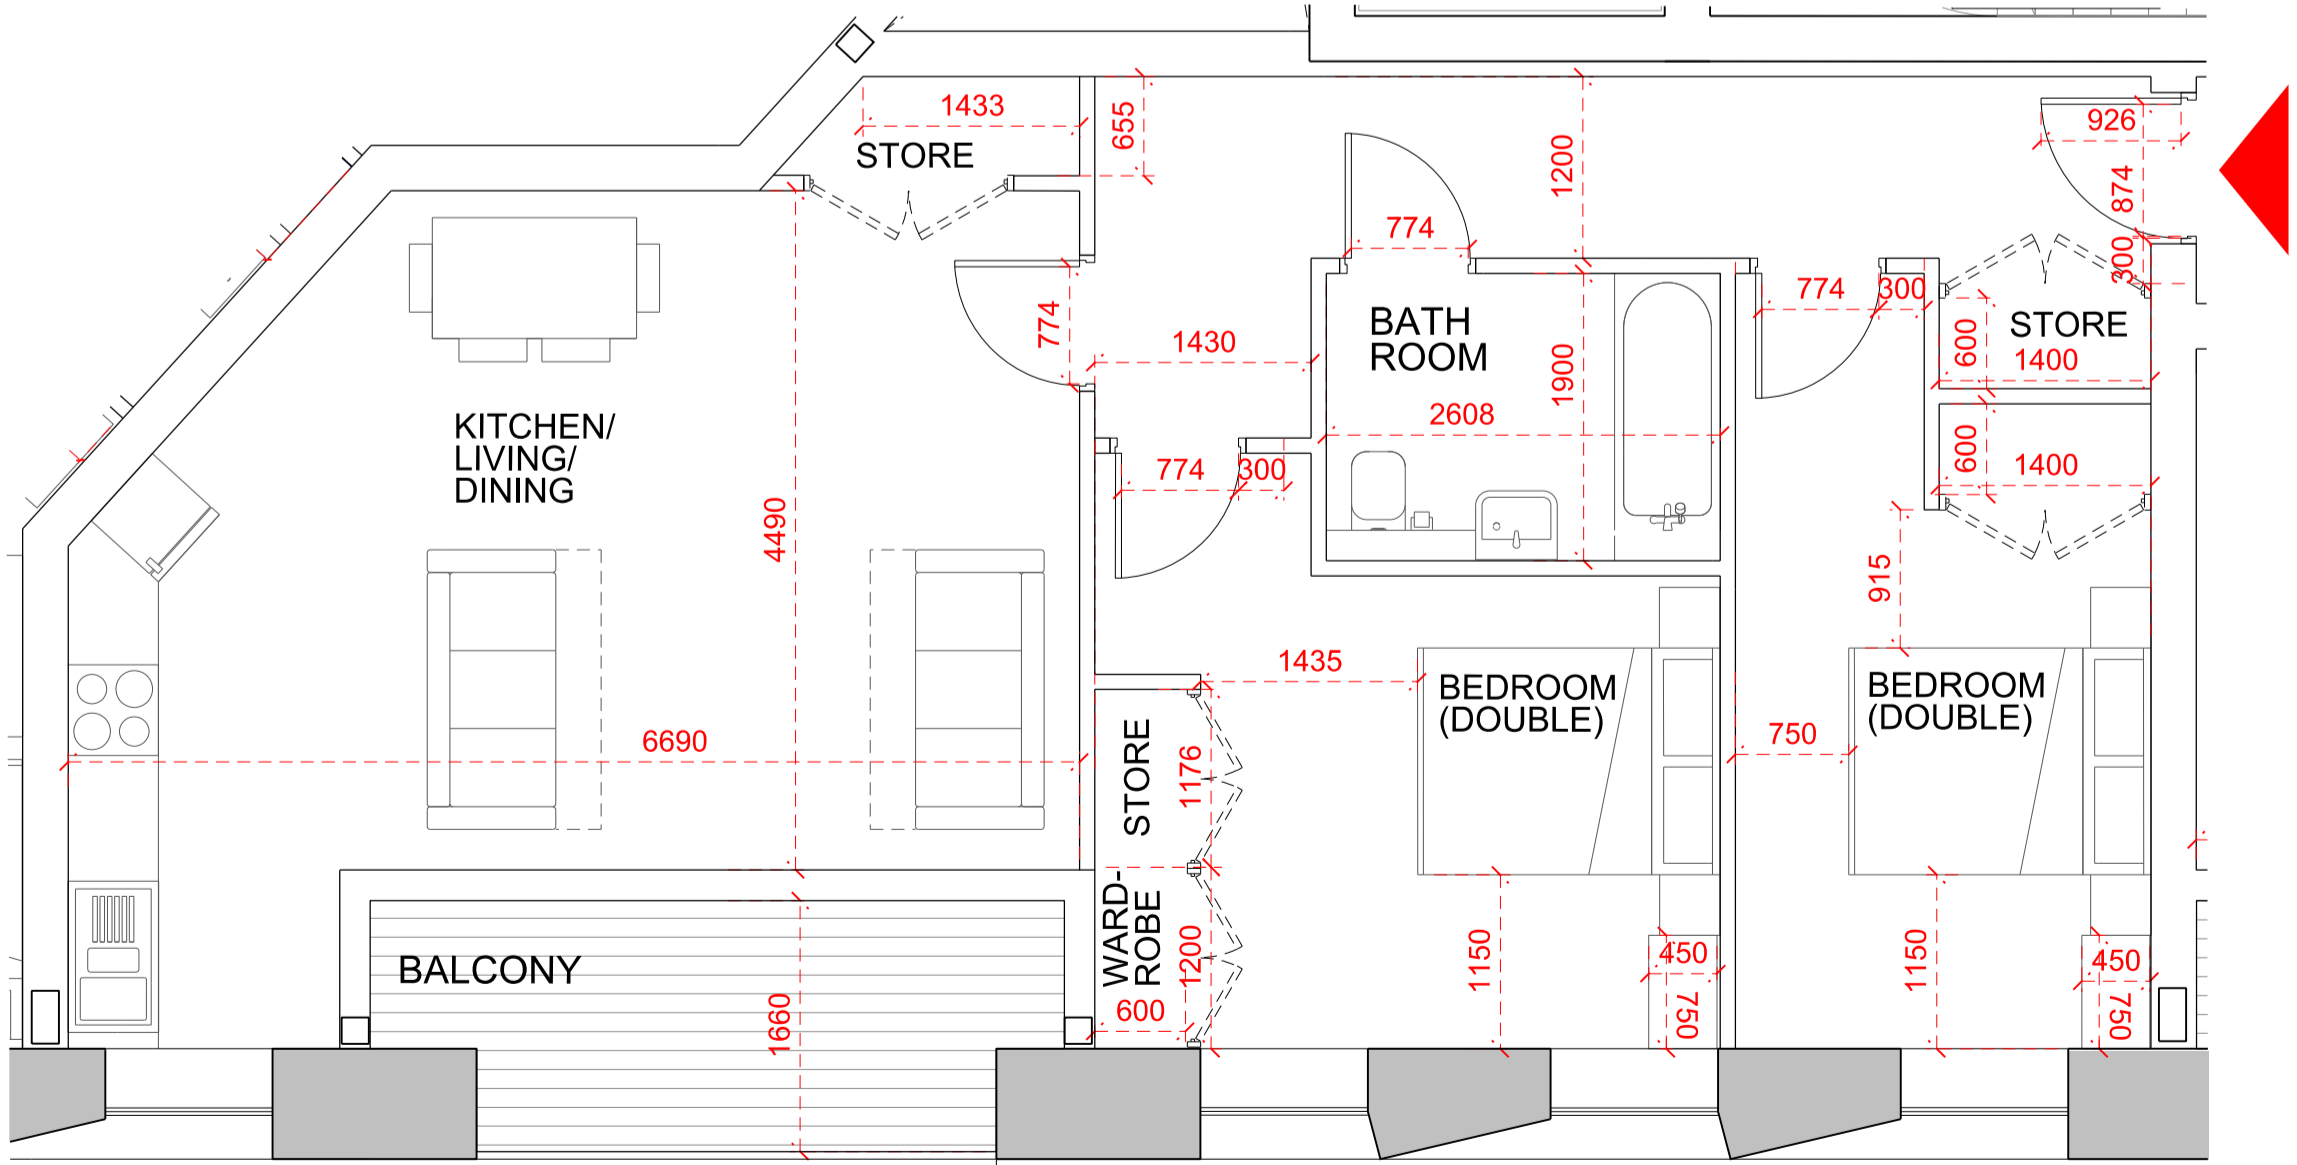 1433
655
926
STORE
1200
874
774
300
774
774
300
BATH
ROOM
STORE
600
1400
1430
1900
KITCHEN/
LIVING/
DINING
2608
774
300
600
1400
4490
915
1435
BEDROOM
(DOUBLE)
BEDROOM
(DOUBLE)
6690
750
STORE
1176
WARD-
ROBE
1200
600
BALCONY
1660
1150
450
750
1150
450
750